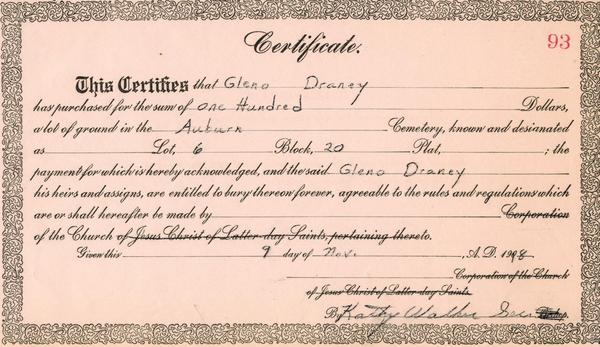 93
Certificate.
This Certifies that Gleno Draney
has purchased for the sum of one Hundred Dollars,
a lot of ground in the Auburn Cemetery, known and desianated
as Lot, 6 Block, 20 Plat, ; the
payment for which is hereby acknowledged, and the said Gleno Draney
his heirs and assigns, are entitled to bury thereon forever, agreeable to the rules and regulations which
are or shall hereafter be made by Corporation
of the Church of Jesus Christ of Latter-day Saints, pertaining thereto.
Given this 9 day of Nov. , A.D. 1998
Corporation of the Church
of Jesus Christ of Latter-day Saints
By Kathy Walker